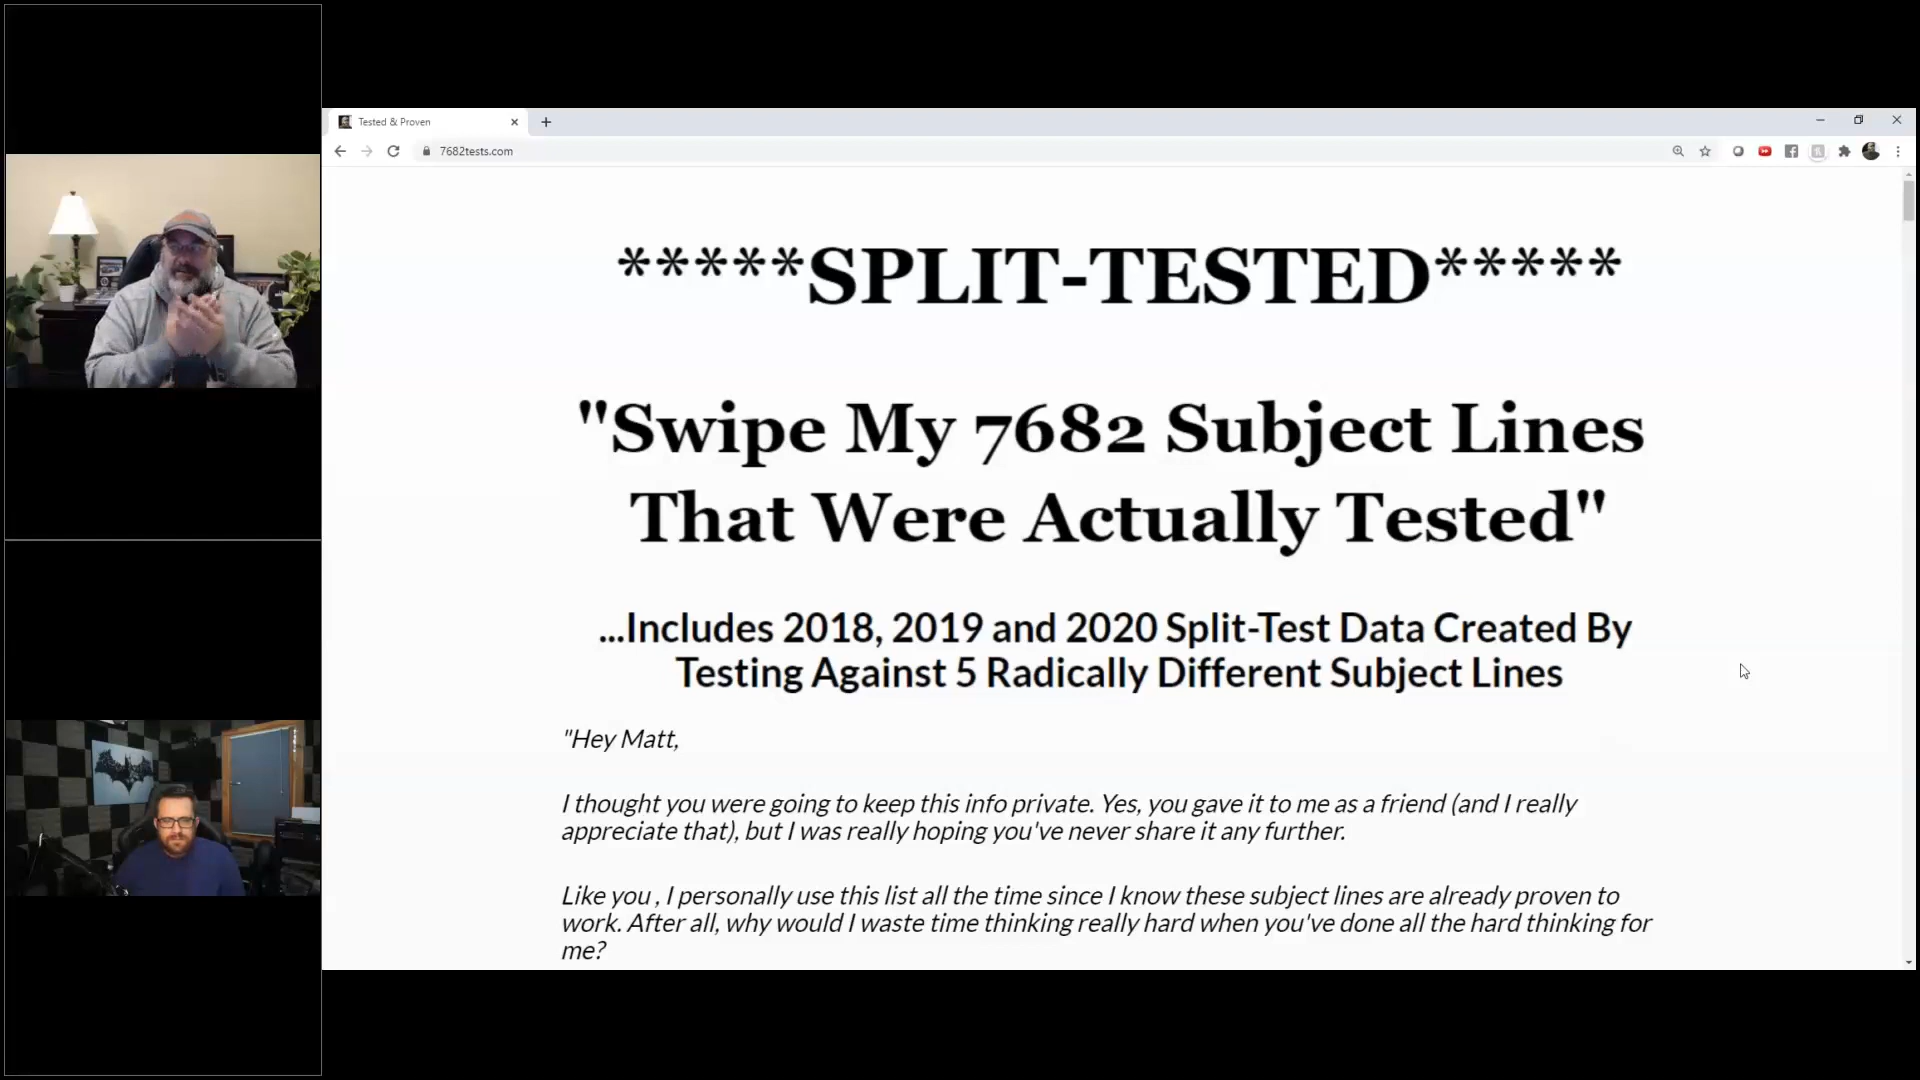 Tested & Proven
7682tests.com
*****SPLIT-TESTED*****
"Swipe My 7682 Subject Lines
That Were Actually Tested"
...Includes 2018, 2019 and 2020 Split-Test Data Created By
Testing Against 5 Radically Different Subject Lines
"Hey Matt,
I thought you were going to keep this info private. Yes, you gave it to me as a friend (and I really
appreciate that), but I was really hoping you've never share it any further.
Like you , I personally use this list all the time since I know these subject lines are already proven to
work. After all, why would I waste time thinking really hard when you've done all the hard thinking for
me?